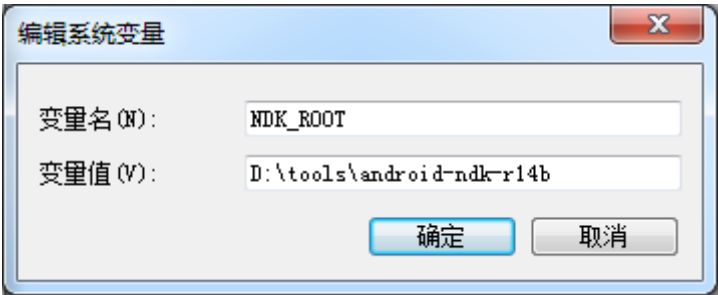 编辑系统变量
变量名(N): NDK_ROOT
变量值(V): D:\tools\android-ndk-r14b
确定 取消